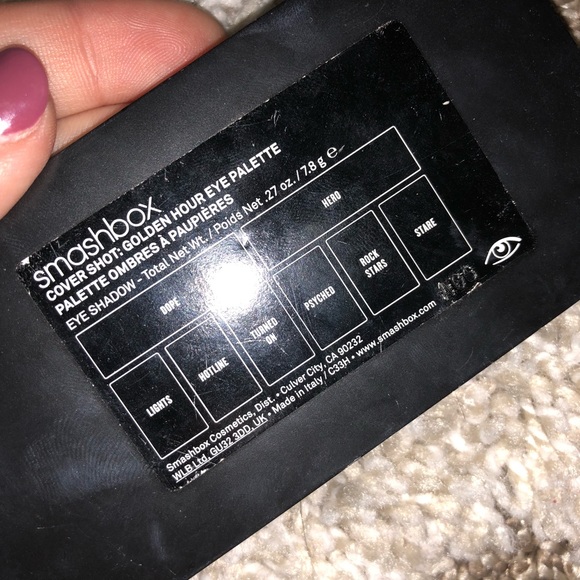 smashbox
COVER SHOT: GOLDEN HOUR EYE PALETTE
PALETTE OMBRES À PAUPIÈRES
EYE SHADOW - Total Net Wt. / Poids Net .27 oz. / 7.8 g ℮
DOPE HERO
LIGHTS HOTLINE TURNED ON PSYCHED ROCK STARS STARE
Smashbox Cosmetics, Dist. • Culver City, CA 90232
WLB Ltd, GU32 3DD, UK • Made in Italy / C33H • www.smashbox.com